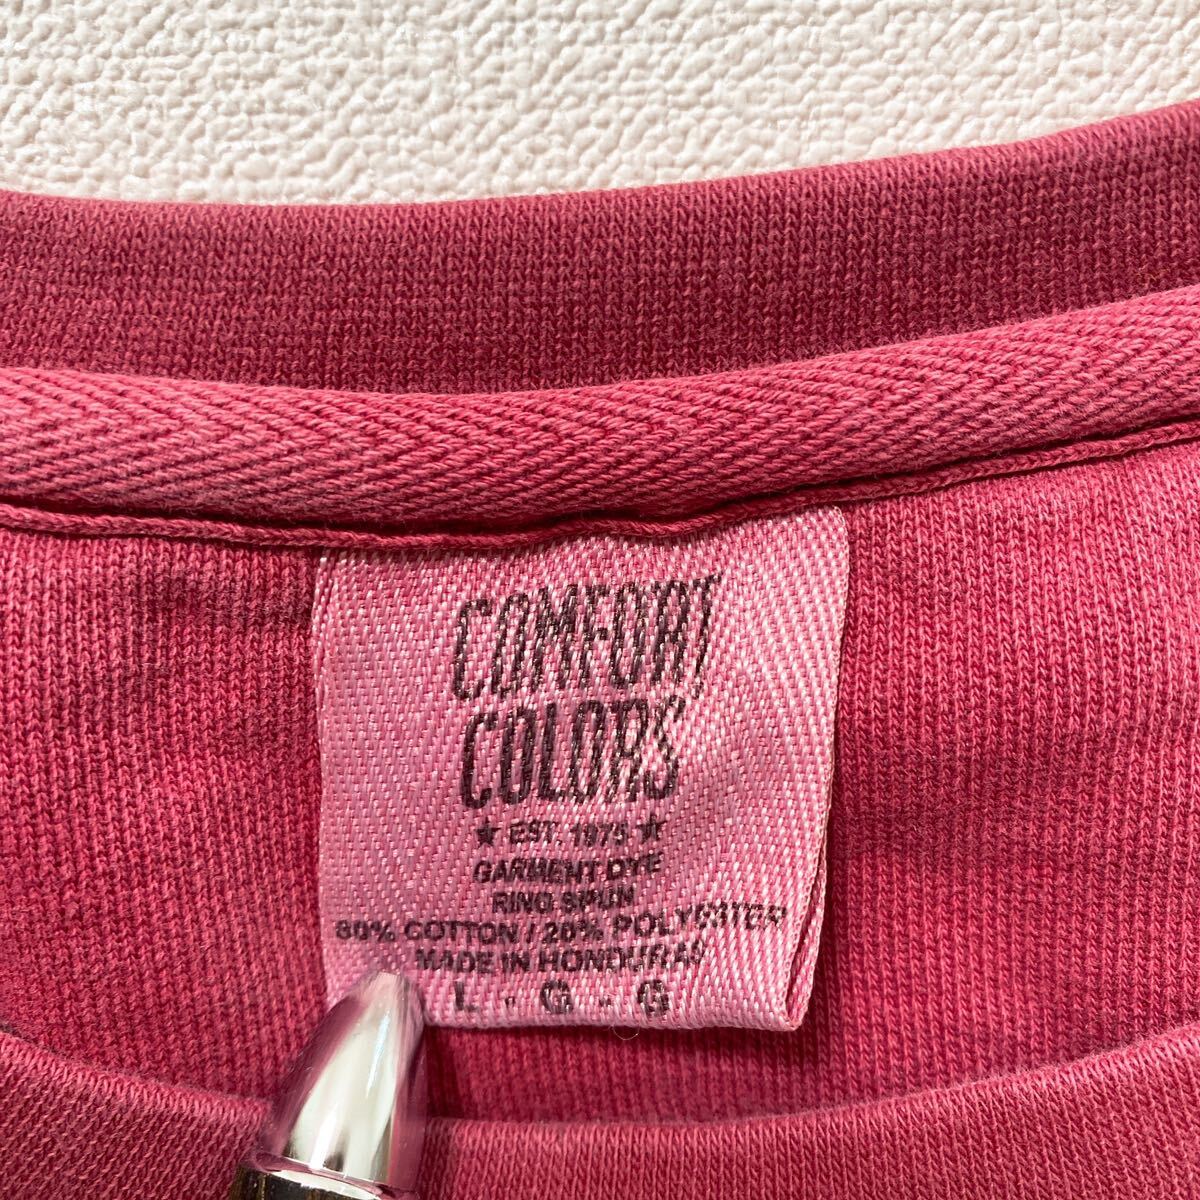 COMFORT
COLORS
★ EST. 1975 ★
GARMENT DYE
RING SPUN
80% COTTON / 20% POLYESTER
MADE IN HONDURAS
L · G · G